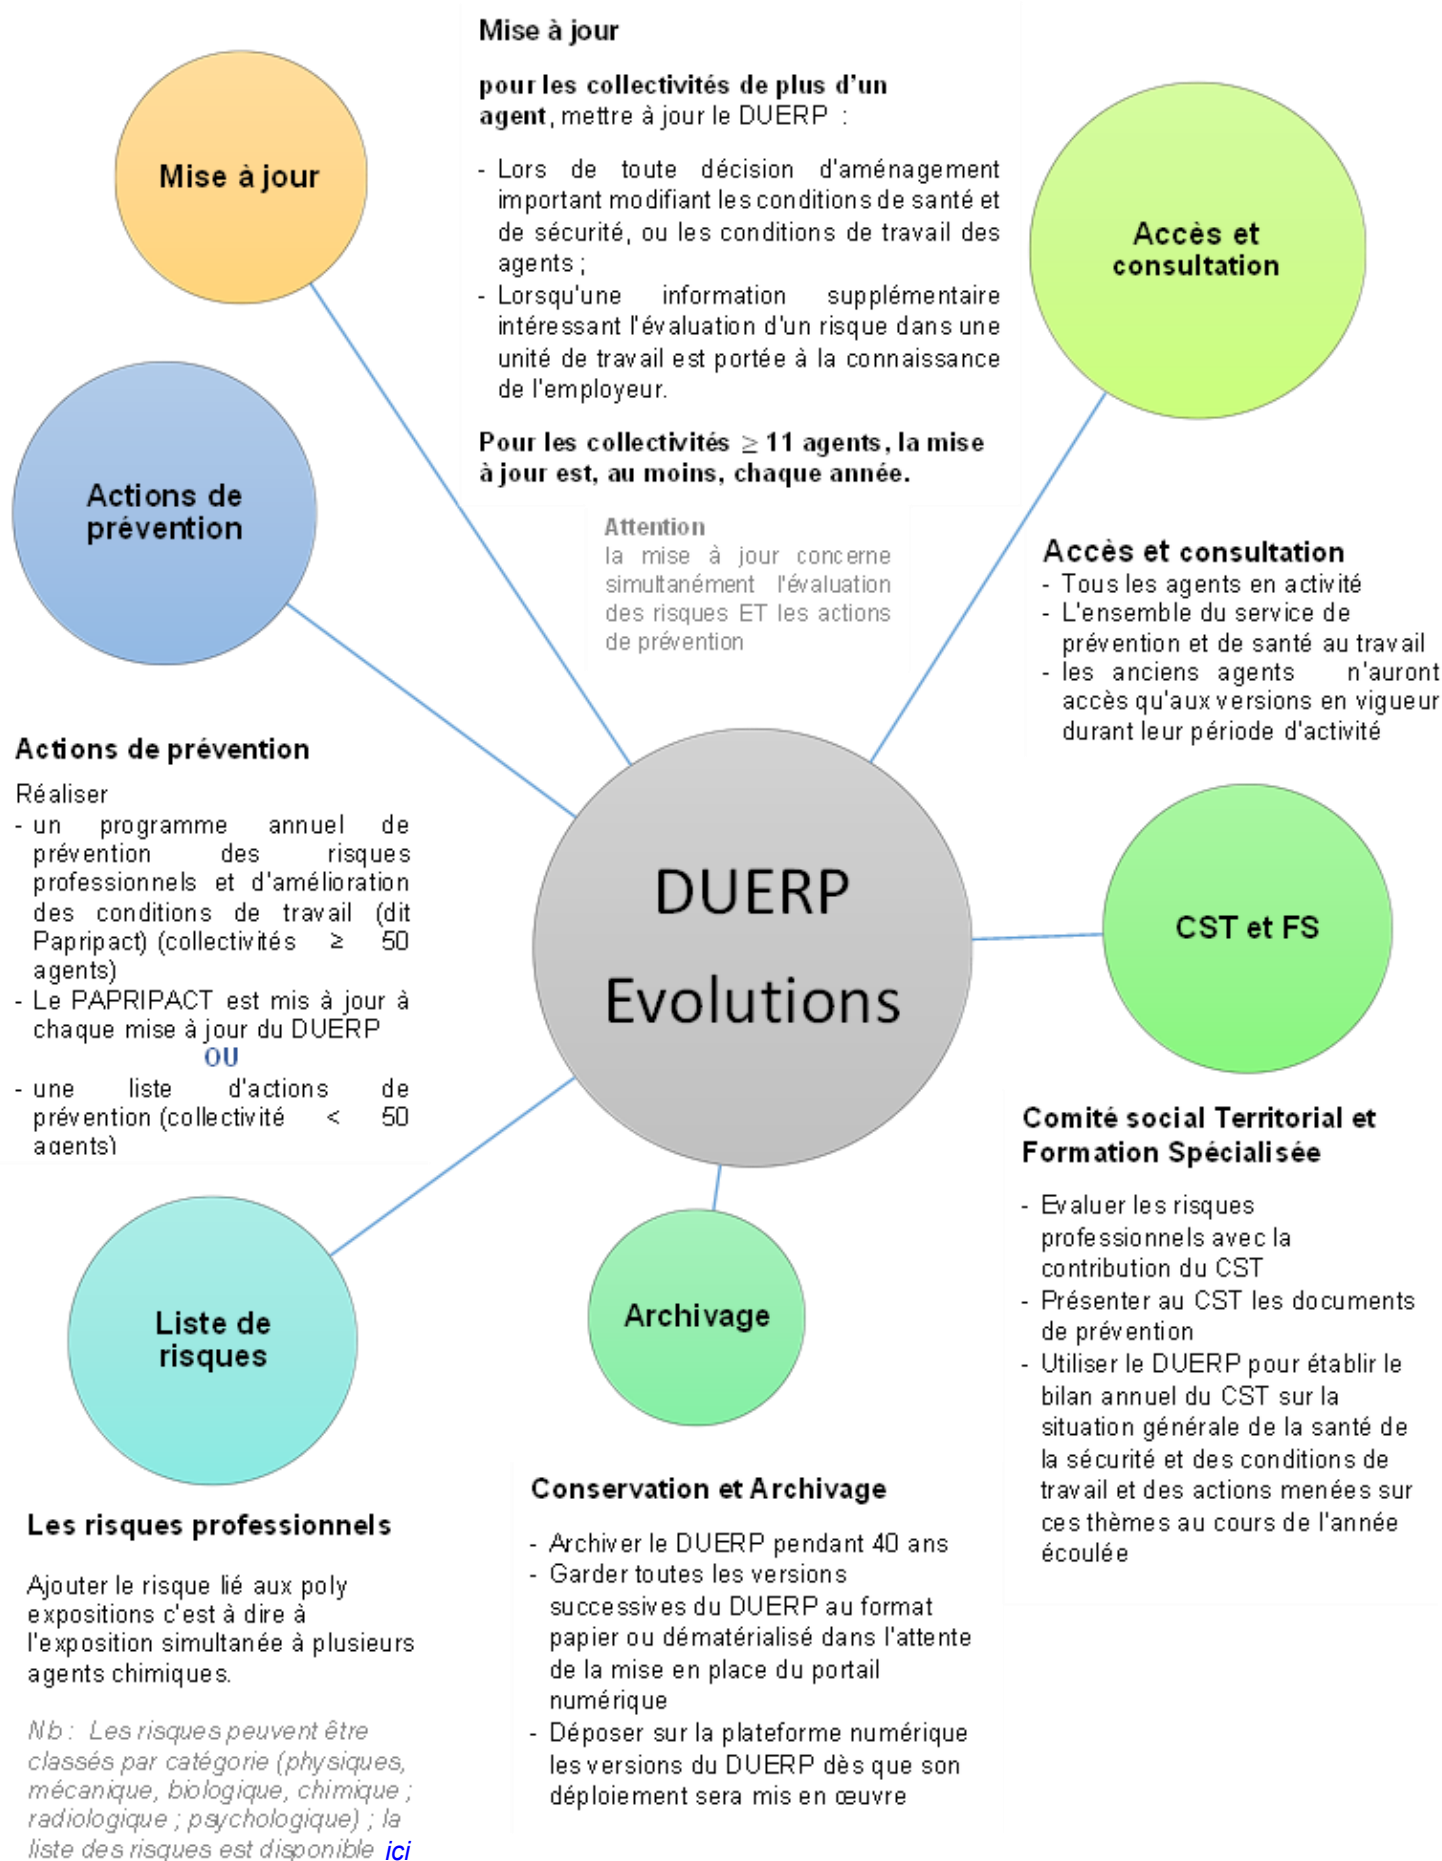 Mise à jour
Mise à jour
pour les collectivités de plus d'un
agent, mettre à jour le DUERP :
- Lors de toute décision d'aménagement
important modifiant les conditions de santé et
de sécurité, ou les conditions de travail des
agents ;
- Lorsqu'une information supplémentaire
intéressant l'évaluation d'un risque dans une
unité de travail est portée à la connaissance
de l'employeur.
Pour les collectivités ≥ 11 agents, la mise
à jour est, au moins, chaque année.
Attention
la mise à jour concerne
simultanément l'évaluation
des risques ET les actions
de prévention
Accès et
consultation
Accès et consultation
- Tous les agents en activité
- L'ensemble du service de
prévention et de santé au travail
- les anciens agents n'auront
accès qu'aux versions en vigueur
durant leur période d'activité
Actions de
prévention
Actions de prévention
Réaliser
- un programme annuel de
prévention des risques
professionnels et d'amélioration
des conditions de travail (dit
Papripact) (collectivités ≥ 50
agents)
- Le PAPRIPACT est mis à jour à
chaque mise à jour du DUERP
OU
- une liste d'actions de
prévention (collectivité < 50
agents)
DUERP
Evolutions
CST et FS
Comité social Territorial et
Formation Spécialisée
- Evaluer les risques
professionnels avec la
contribution du CST
- Présenter au CST les documents
de prévention
- Utiliser le DUERP pour établir le
bilan annuel du CST sur la
situation générale de la santé de
la sécurité et des conditions de
travail et des actions menées sur
ces thèmes au cours de l'année
écoulée
Liste de
risques
Les risques professionnels
Ajouter le risque lié aux poly
expositions c'est à dire à
l'exposition simultanée à plusieurs
agents chimiques.
Nb : Les risques peuvent être
classés par catégorie (physiques,
mécanique, biologique, chimique ;
radiologique ; psychologique) ; la
liste des risques est disponible ici
Archivage
Conservation et Archivage
- Archiver le DUERP pendant 40 ans
- Garder toutes les versions
successives du DUERP au format
papier ou dématérialisé dans l'attente
de la mise en place du portail
numérique
- Déposer sur la plateforme numérique
les versions du DUERP dès que son
déploiement sera mis en œuvre